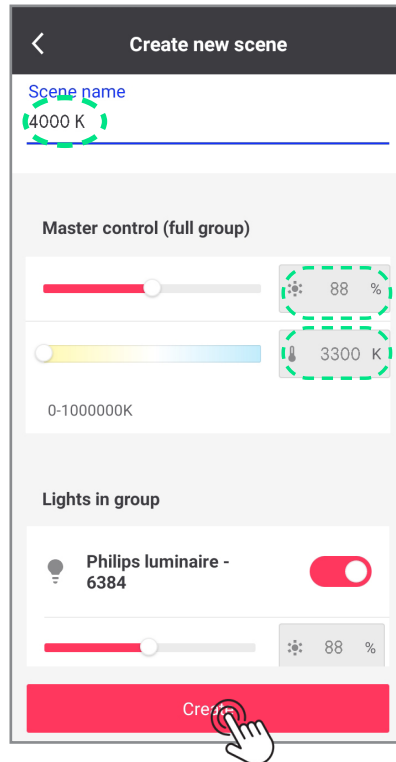 Create new scene
Scene name
4000 K
Master control (full group)
88 %
3300 K
0-1000000K
Lights in group
Philips luminaire -
6384
88 %
Create